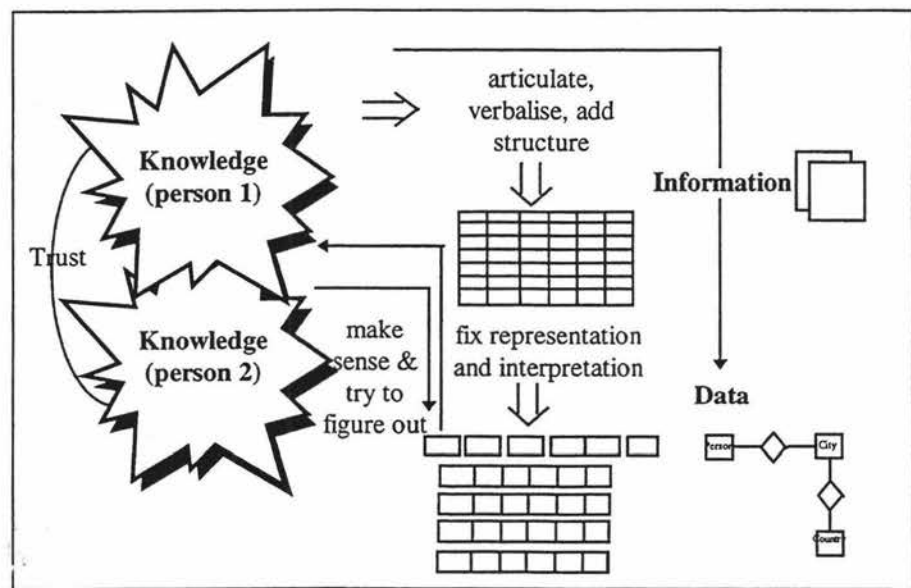 Knowledge
(person 1)
Trust
Knowledge
(person 2)
articulate,
verbalise, add
structure
Information
make
sense &
try to
figure out
fix representation
and interpretation
Data
Person
City
Country